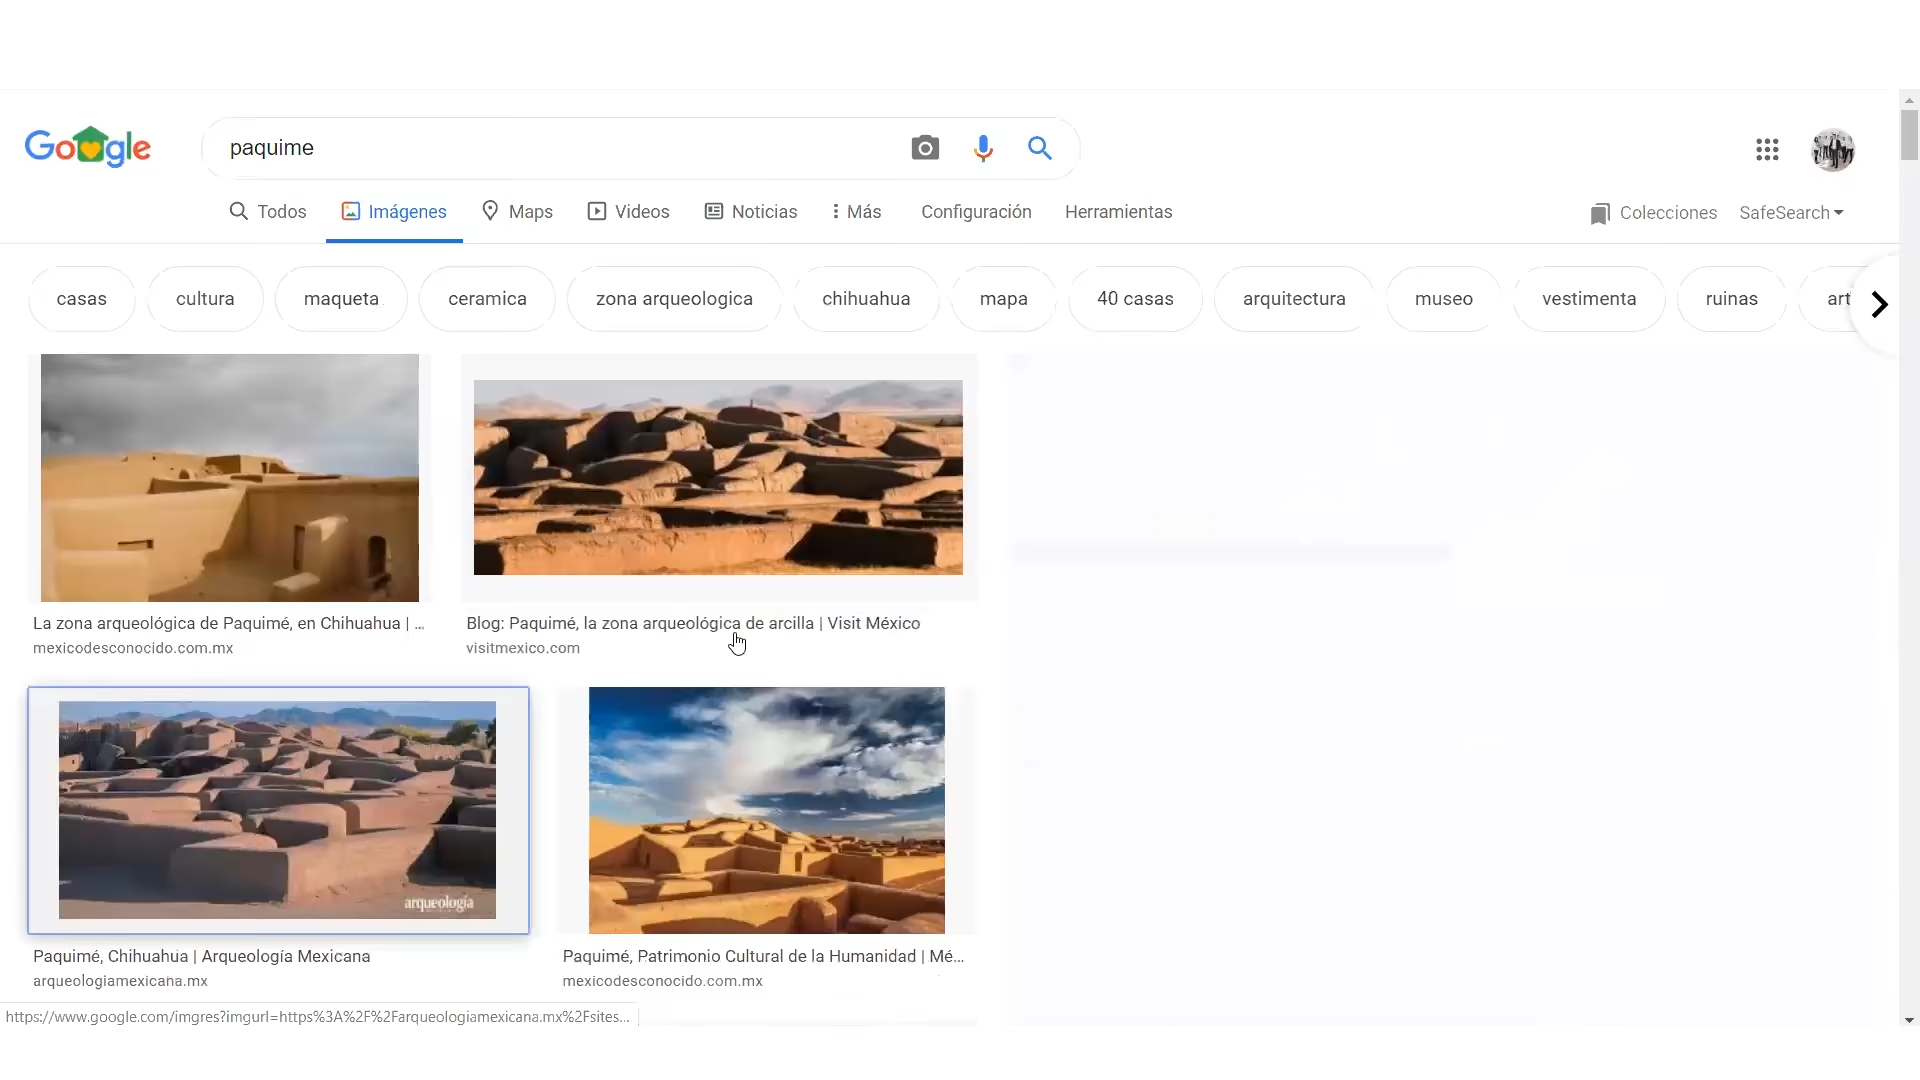 Google
paquime
Todos
Imágenes
Maps
Videos
Noticias
Más
Configuración
Herramientas
Colecciones
SafeSearch
casas
cultura
maqueta
ceramica
zona arqueologica
chihuahua
mapa
40 casas
arquitectura
museo
vestimenta
ruinas
art
La zona arqueológica de Paquimé, en Chihuahua | ...
mexicodesconocido.com.mx
Blog: Paquimé, la zona arqueológica de arcilla | Visit México
visitmexico.com
arqueología
Paquimé, Chihuahua | Arqueología Mexicana
arqueologiamexicana.mx
Paquimé, Patrimonio Cultural de la Humanidad | Mé...
mexicodesconocido.com.mx
https://www.google.com/imgres?imgurl=https%3A%2F%2Farqueologiamexicana.mx%2Fsites...